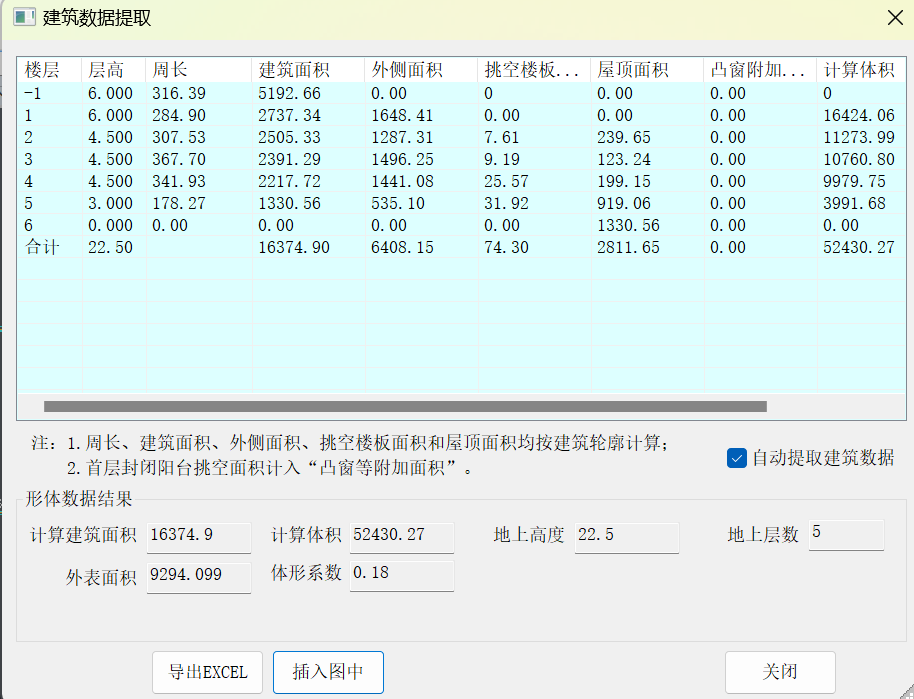 建筑数据提取
楼层 层高 周长 建筑面积 外侧面积 挑空楼板... 屋顶面积 凸窗附加... 计算体积
-1 6.000 316.39 5192.66 0.00 0 0.00 0.00 0
1 6.000 284.90 2737.34 1648.41 0.00 0.00 0.00 16424.06
2 4.500 307.53 2505.33 1287.31 7.61 239.65 0.00 11273.99
3 4.500 367.70 2391.29 1496.25 9.19 123.24 0.00 10760.80
4 4.500 341.93 2217.72 1441.08 25.57 199.15 0.00 9979.75
5 3.000 178.27 1330.56 535.10 31.92 919.06 0.00 3991.68
6 0.000 0.00 0.00 0.00 0.00 1330.56 0.00 0.00
合计 22.50 16374.90 6408.15 74.30 2811.65 0.00 52430.27
注: 1.周长、建筑面积、外侧面积、挑空楼板面积和屋顶面积均按建筑轮廓计算;
2.首层封闭阳台挑空面积计入“凸窗等附加面积”。
自动提取建筑数据
形体数据结果
计算建筑面积 16374.9 计算体积 52430.27 地上高度 22.5 地上层数 5
外表面积 9294.099 体形系数 0.18
导出EXCEL 插入图中 关闭